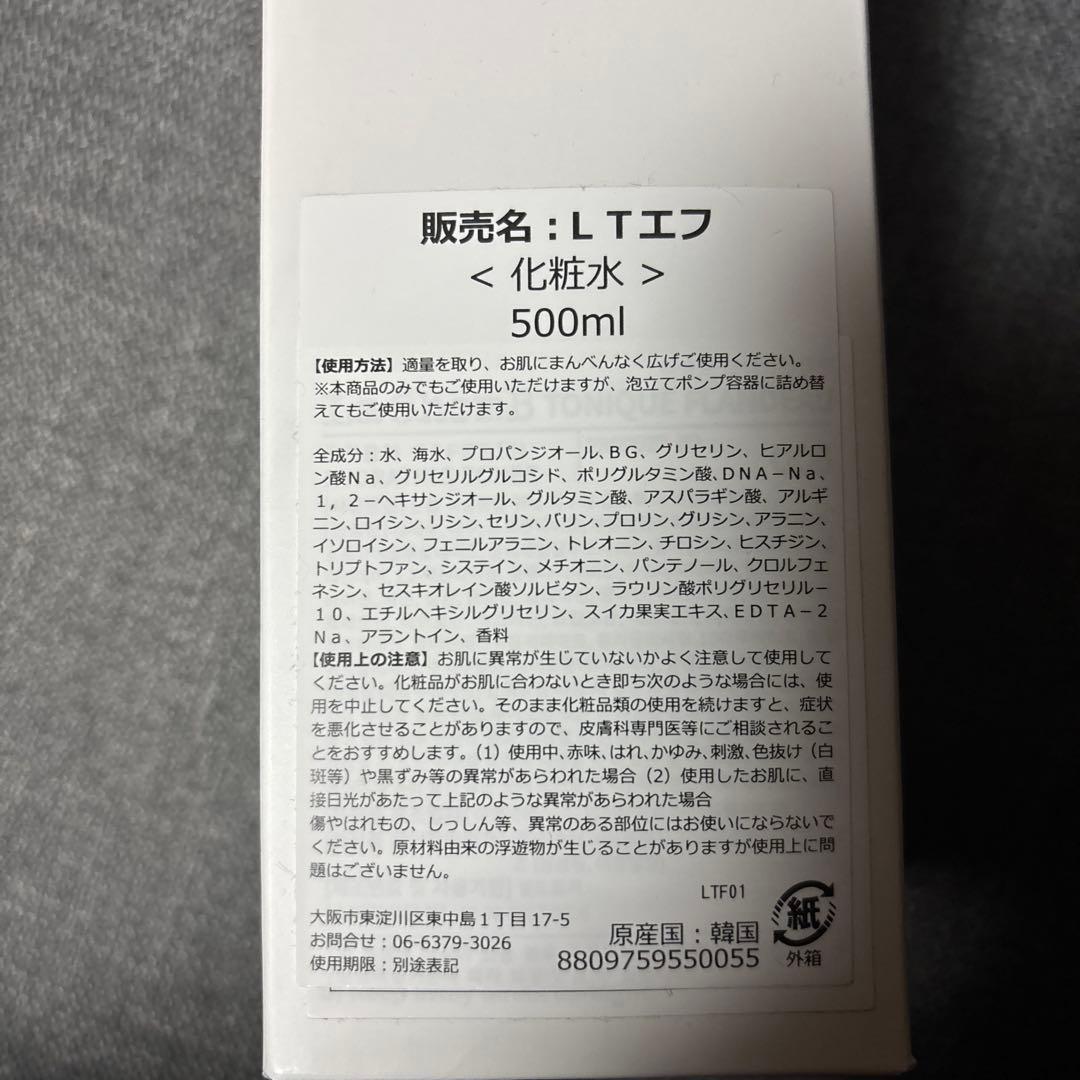 販売名：ＬＴエフ
< 化粧水 >
500ml
【使用方法】適量を取り、お肌にまんべんなく広げご使用ください。
※本商品のみでもご使用いただけますが、泡立てポンプ容器に詰め替
えてもご使用いただけます。
全成分：水、海水、プロパンジオール、ＢＧ、グリセリン、ヒアルロ
ン酸Ｎａ、グリセリルグルコシド、ポリグルタミン酸、ＤＮＡ－Ｎａ、
１，２－ヘキサンジオール、グルタミン酸、アスパラギン酸、アルギ
ニン、ロイシン、リシン、セリン、バリン、プロリン、グリシン、アラニン、
イソロイシン、フェニルアラニン、トレオニン、チロシン、ヒスチジン、
トリプトファン、システイン、メチオニン、パンテノール、クロルフェ
ネシン、セスキオレイン酸ソルビタン、ラウリン酸ポリグリセリル－
１０、エチルヘキシルグリセリン、スイカ果実エキス、ＥＤＴＡ－２
Ｎａ、アラントイン、香料
【使用上の注意】お肌に異常が生じていないかよく注意して使用して
ください。化粧品がお肌に合わないとき即ち次のような場合には、使
用を中止してください。そのまま化粧品類の使用を続けますと、症状
を悪化させることがありますので、皮膚科専門医等にご相談されるこ
とをおすすめします。（1）使用中、赤味、はれ、かゆみ、刺激、色抜け（白
斑等）や黒ずみ等の異常があらわれた場合（2）使用したお肌に、直
接日光があたって上記のような異常があらわれた場合
傷やはれもの、しっしん等、異常のある部位にはお使いにならないで
ください。原材料由来の浮遊物が生じることがありますが使用上に問
題はございません。
LTF01
大阪市東淀川区東中島１丁目17-5
お問合せ：06-6379-3026
使用期限：別途表記
原産国：韓国
8809759550055
紙
外箱